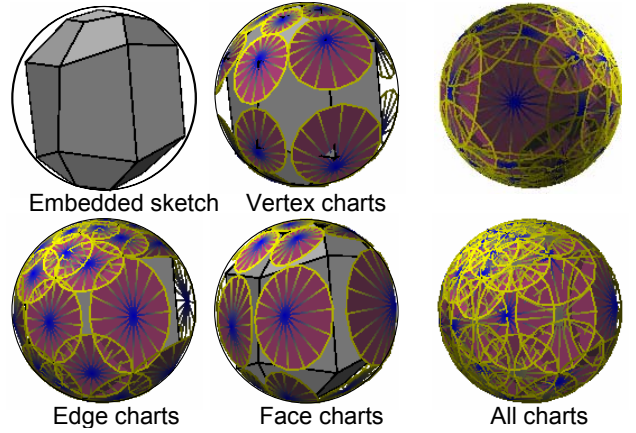 Embedded sketch
Vertex charts
Edge charts
Face charts
All charts